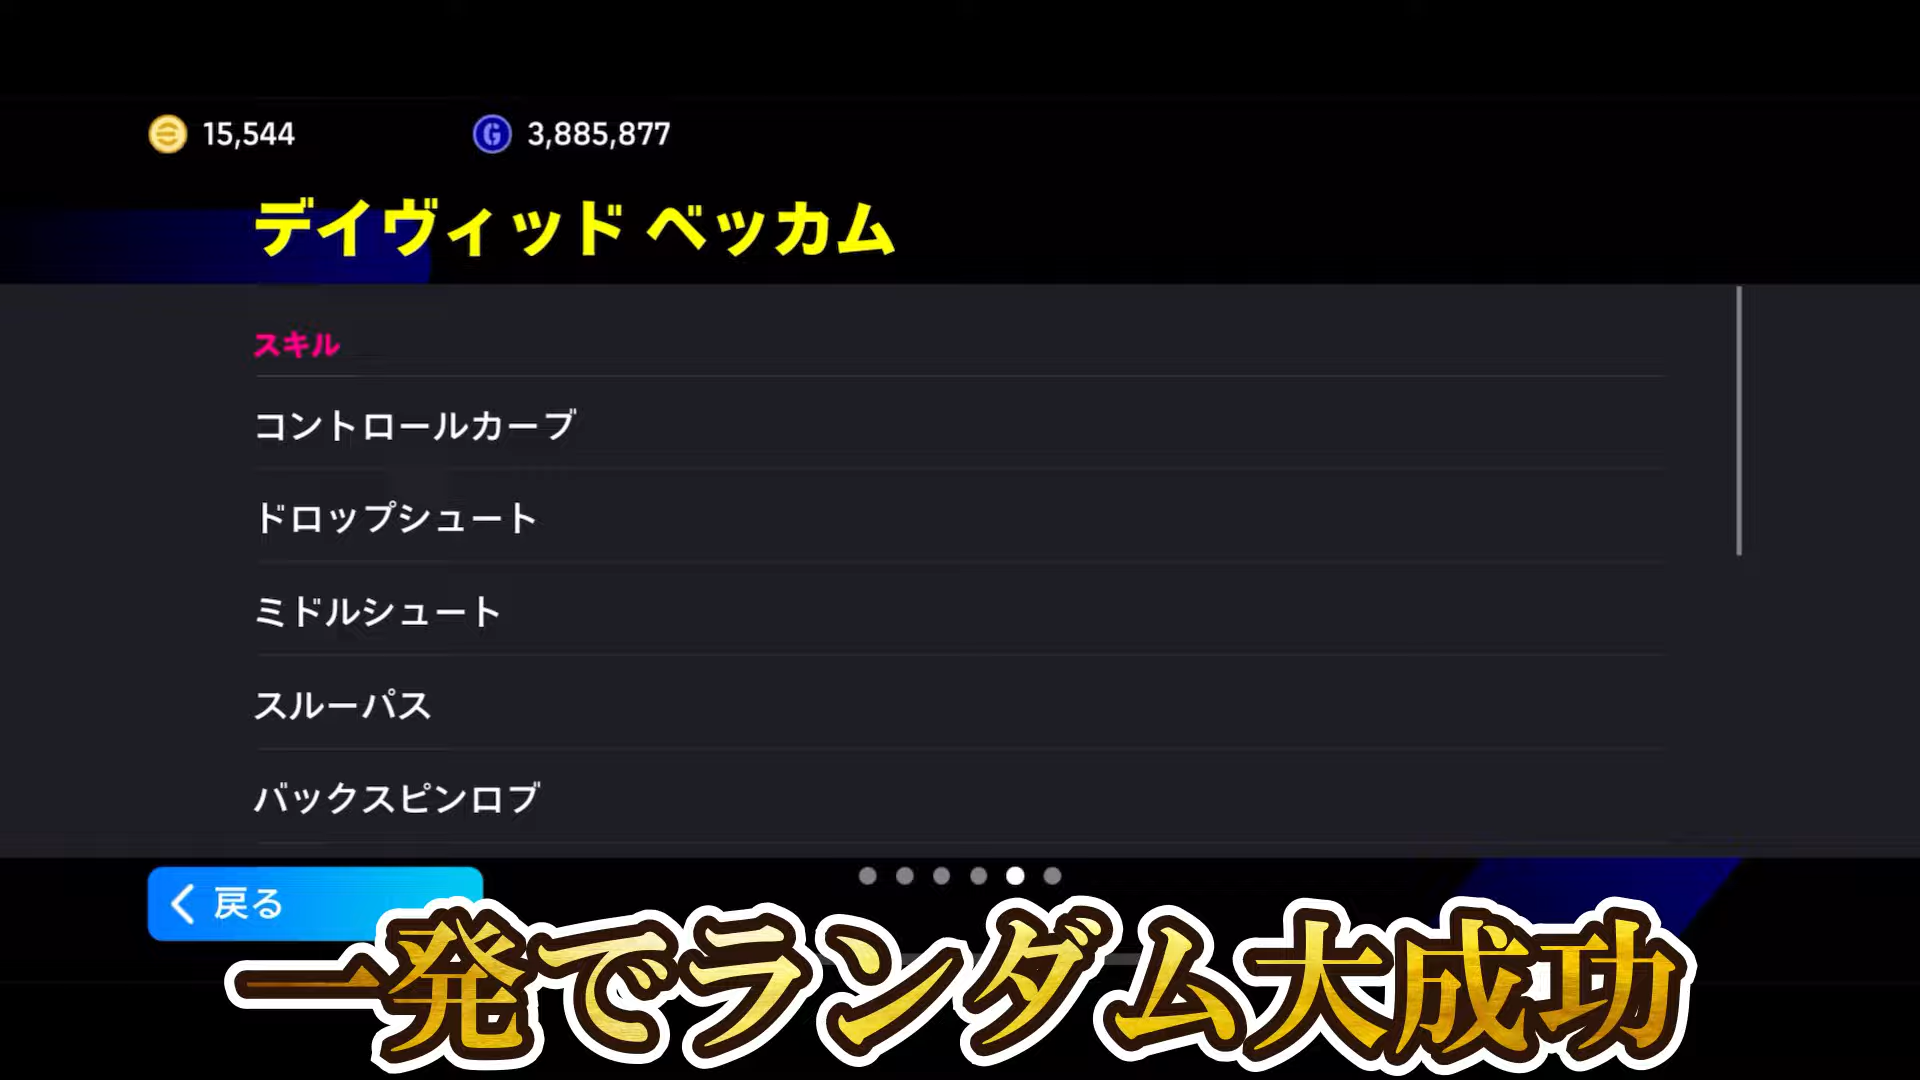 15,544
3,885,877
デイヴィッド ベッカム
スキル
コントロールカーブ
ドロップシュート
ミドルシュート
スルーパス
バックスピンロブ
戻る
一発でランダム大成功